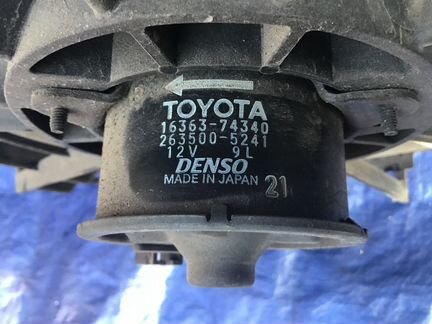 TOYOTA
16363-74340
263500-5241
12V 9L
DENSO
MADE IN JAPAN 21